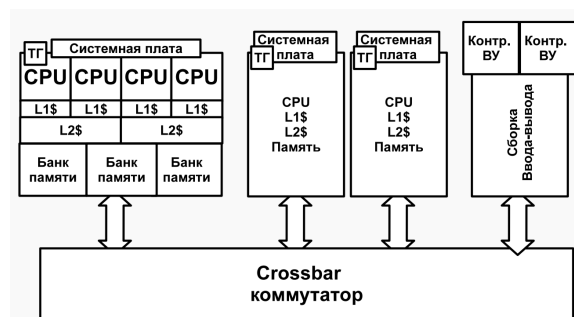 ТГ
Системная плата
CPU CPU CPU CPU
L1$ L1$ L1$ L1$
L2$ L2$
Банк памяти
Банк памяти
Банк памяти
Системная
ТГ плата
CPU
L1$
L2$
Память
Системная
ТГ плата
CPU
L1$
L2$
Память
Контр.
ВУ
Контр.
ВУ
Сборка
Ввода-вывода
Crossbar
коммутатор